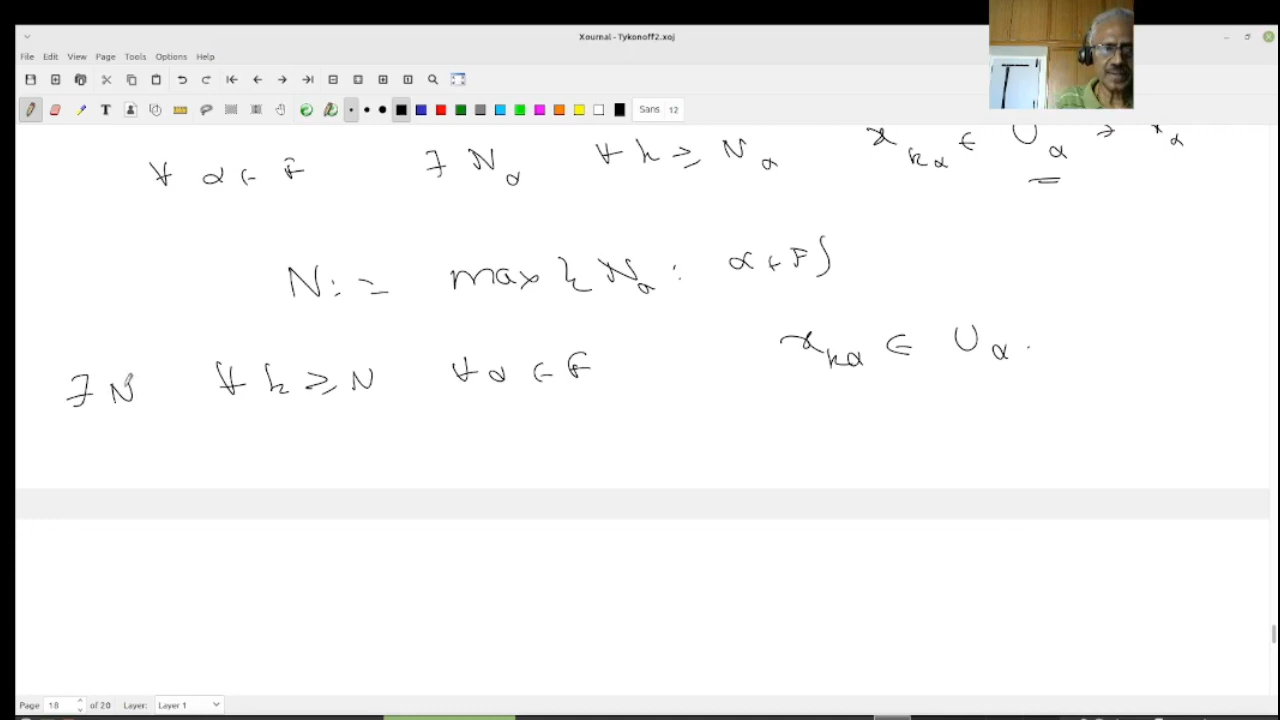 Xournal - Tykonoff2.xoj
File Edit View Page Tools Options Help
T Sans 12
∀ α ∈ F ∃ N_α ∀ k ≥ N_α x_{kα} ∈ U_α ∋ x_α
N := max { N_α : α ∈ F }
∃ N ∀ k ≥ N ∀ α ∈ F x_{kα} ∈ U_α .
Page 18 of 20 Layer: Layer 1